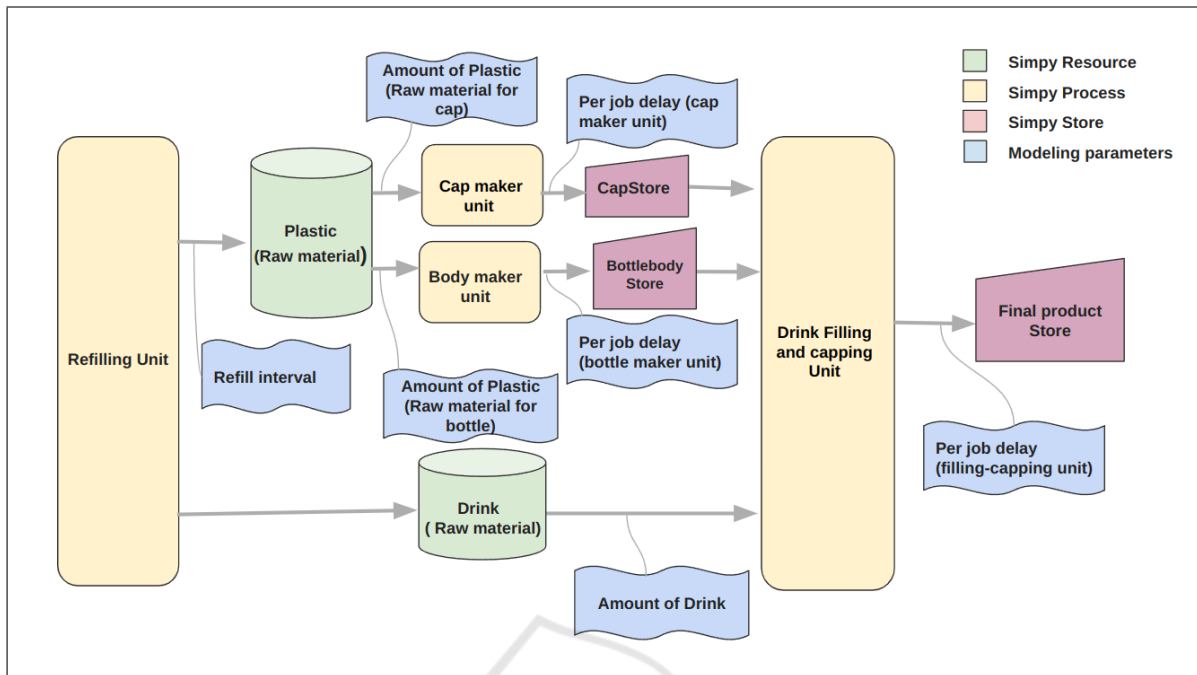 Amount of Plastic
(Raw material for
cap)
Per job delay (cap
maker unit)
Simpy Resource
Simpy Process
Simpy Store
Modeling parameters
Cap maker
unit
CapStore
Plastic
(Raw material)
Body maker
unit
Bottlebody
Store
Refilling Unit
Refill interval
Per job delay
(bottle maker unit)
Amount of Plastic
(Raw material for
bottle)
Drink Filling
and capping
Unit
Final product
Store
Per job delay
(filling-capping unit)
Drink
( Raw material)
Amount of Drink